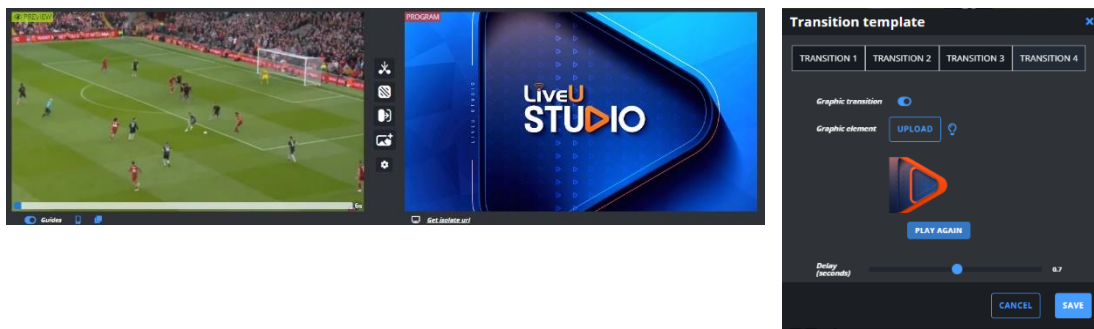 PREVIEW
6s
Guides
PROGRAM
LiveU
STUDIO
Get isolate url
Transition template
TRANSITION 1
TRANSITION 2
TRANSITION 3
TRANSITION 4
Graphic transition
Graphic element
UPLOAD
PLAY AGAIN
Delay
(seconds)
0.7
CANCEL
SAVE